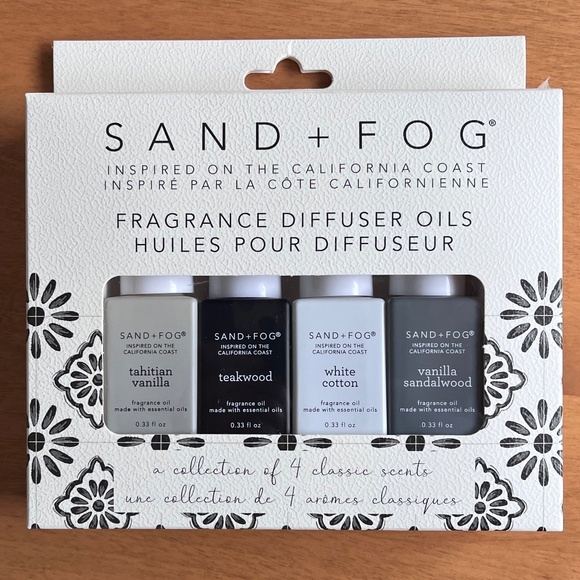 SAND + FOG®
INSPIRED ON THE CALIFORNIA COAST
INSPIRÉ PAR LA CÔTE CALIFORNIENNE
FRAGRANCE DIFFUSER OILS
HUILES POUR DIFFUSEUR
SAND+FOG®
INSPIRED ON THE
CALIFORNIA COAST
tahitian
vanilla
fragrance oil
made with essential oils
0.33 fl oz
SAND+FOG®
INSPIRED ON THE
CALIFORNIA COAST
teakwood
fragrance oil
made with essential oils
0.33 fl oz
SAND+FOG®
INSPIRED ON THE
CALIFORNIA COAST
white
cotton
fragrance oil
made with essential oils
0.33 fl oz
SAND+FOG®
INSPIRED ON THE
CALIFORNIA COAST
vanilla
sandalwood
fragrance oil
made with essential oils
0.33 fl oz
a collection of 4 classic scents
une collection de 4 arômes classiques